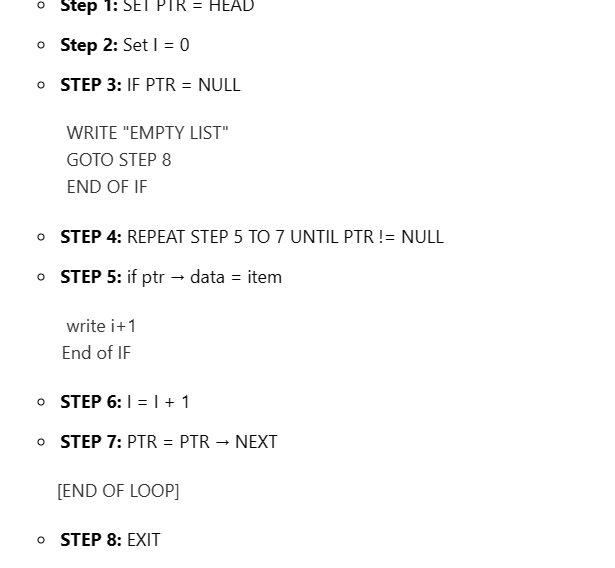 Step 1: SET PTR = HEAD
Step 2: Set I = 0
STEP 3: IF PTR = NULL
WRITE "EMPTY LIST"
GOTO STEP 8
END OF IF
STEP 4: REPEAT STEP 5 TO 7 UNTIL PTR != NULL
STEP 5: if ptr → data = item
write i+1
End of IF
STEP 6: I = I + 1
STEP 7: PTR = PTR → NEXT
[END OF LOOP]
STEP 8: EXIT